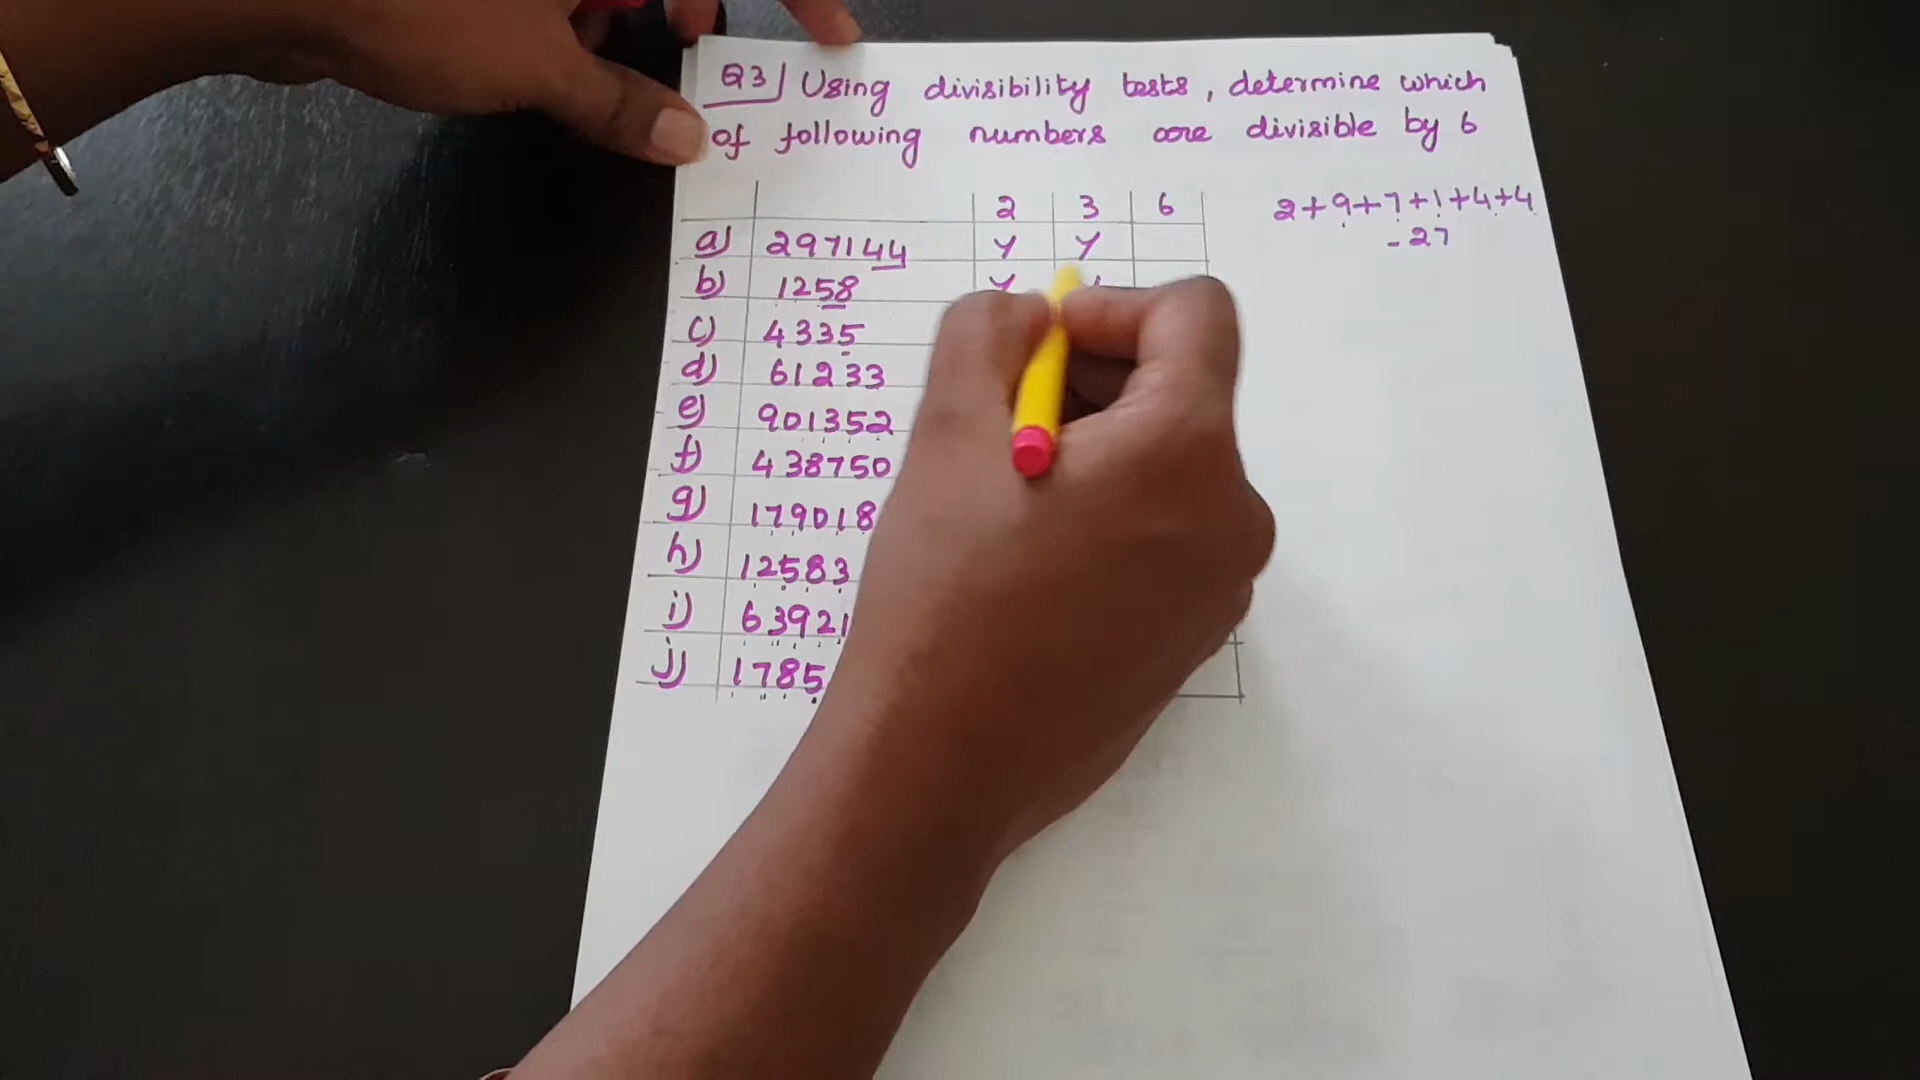 Q3) Using divisibility tests, determine which
of following numbers are divisible by 6
2 3 6
2+9+7+1+4+4
- 27
a) 297144 Y Y
b) 1258 Y
c) 4335
d) 61233
e) 901352
f) 438750
g) 179018
h) 12583
i) 63921
j) 1785